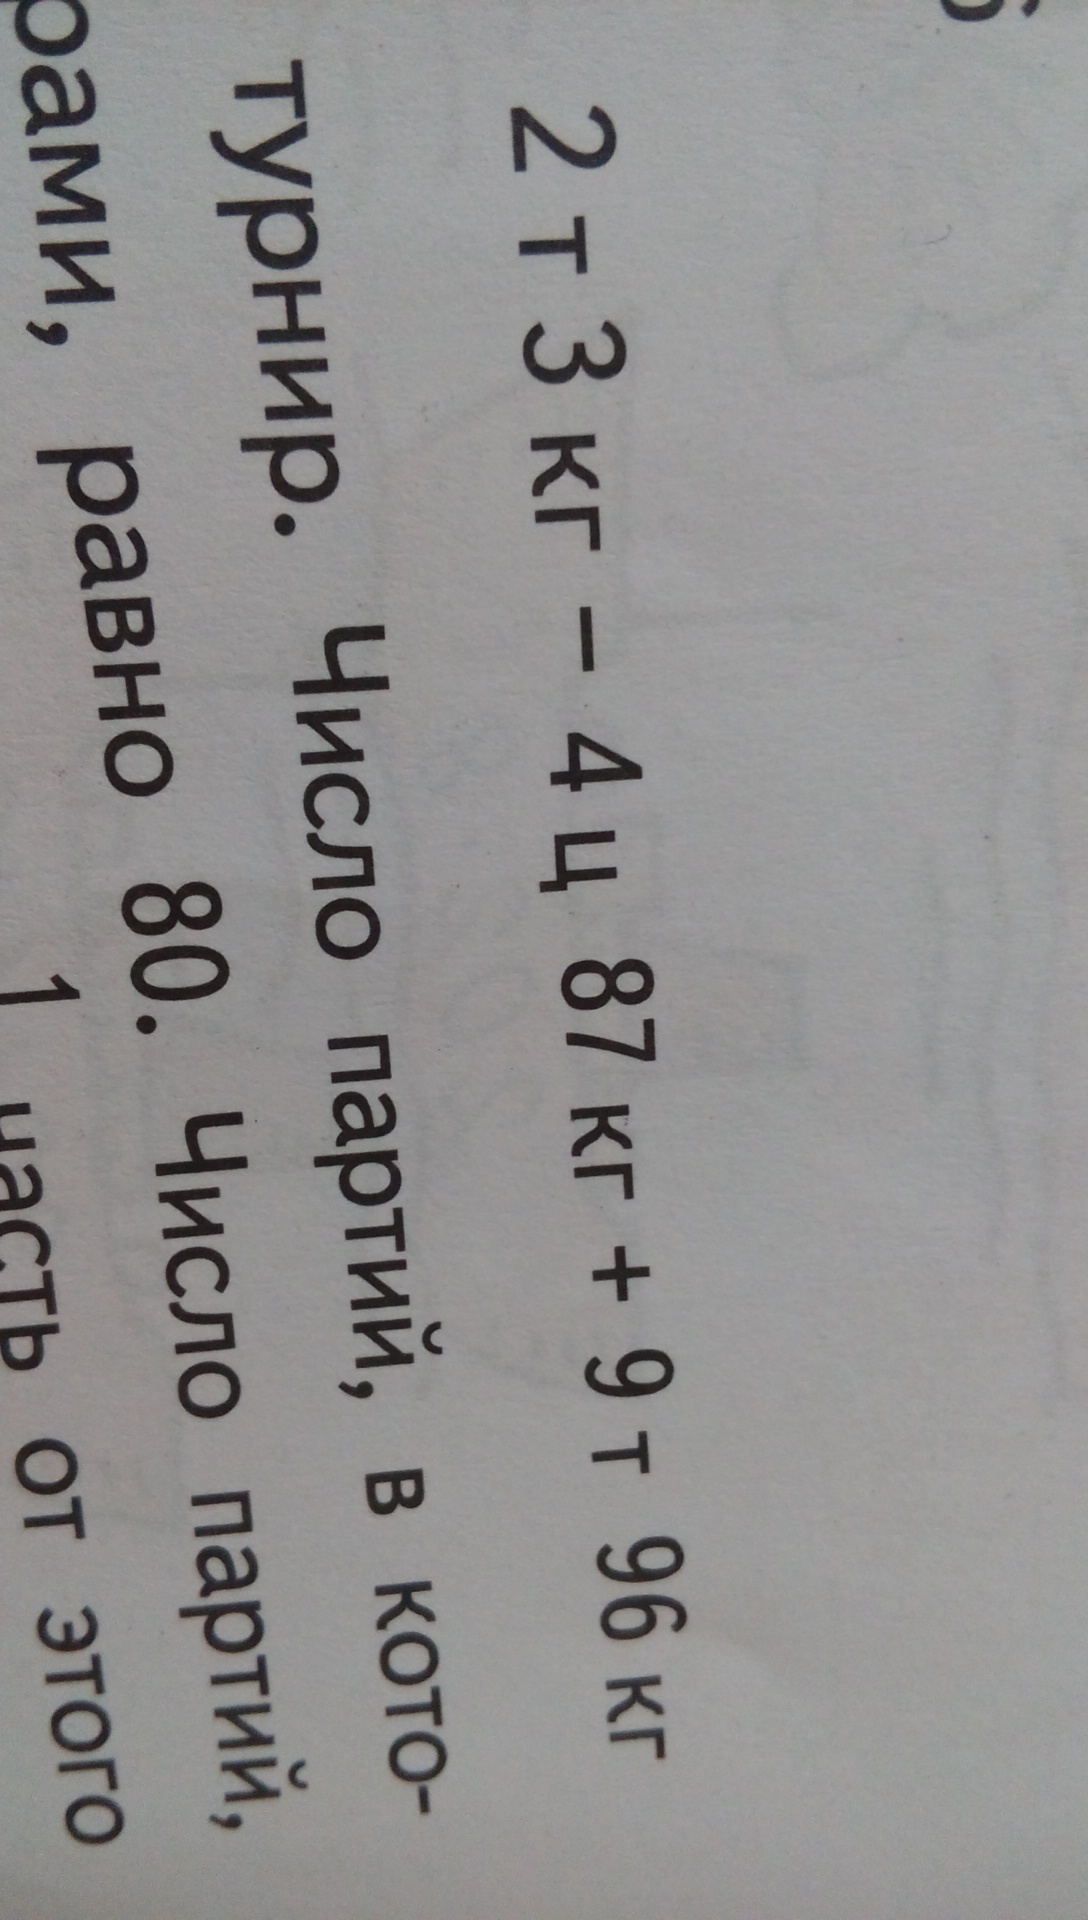 2 т 3 кг – 4 ц 87 кг + 9 т 96 кг
турнир. Число партий, в кото-
рами, равно 80. Число партий,
1 часть от этого